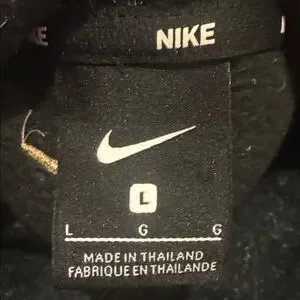 E NIKE
L
L G G
MADE IN THAILAND
FABRIQUE EN THAILANDE